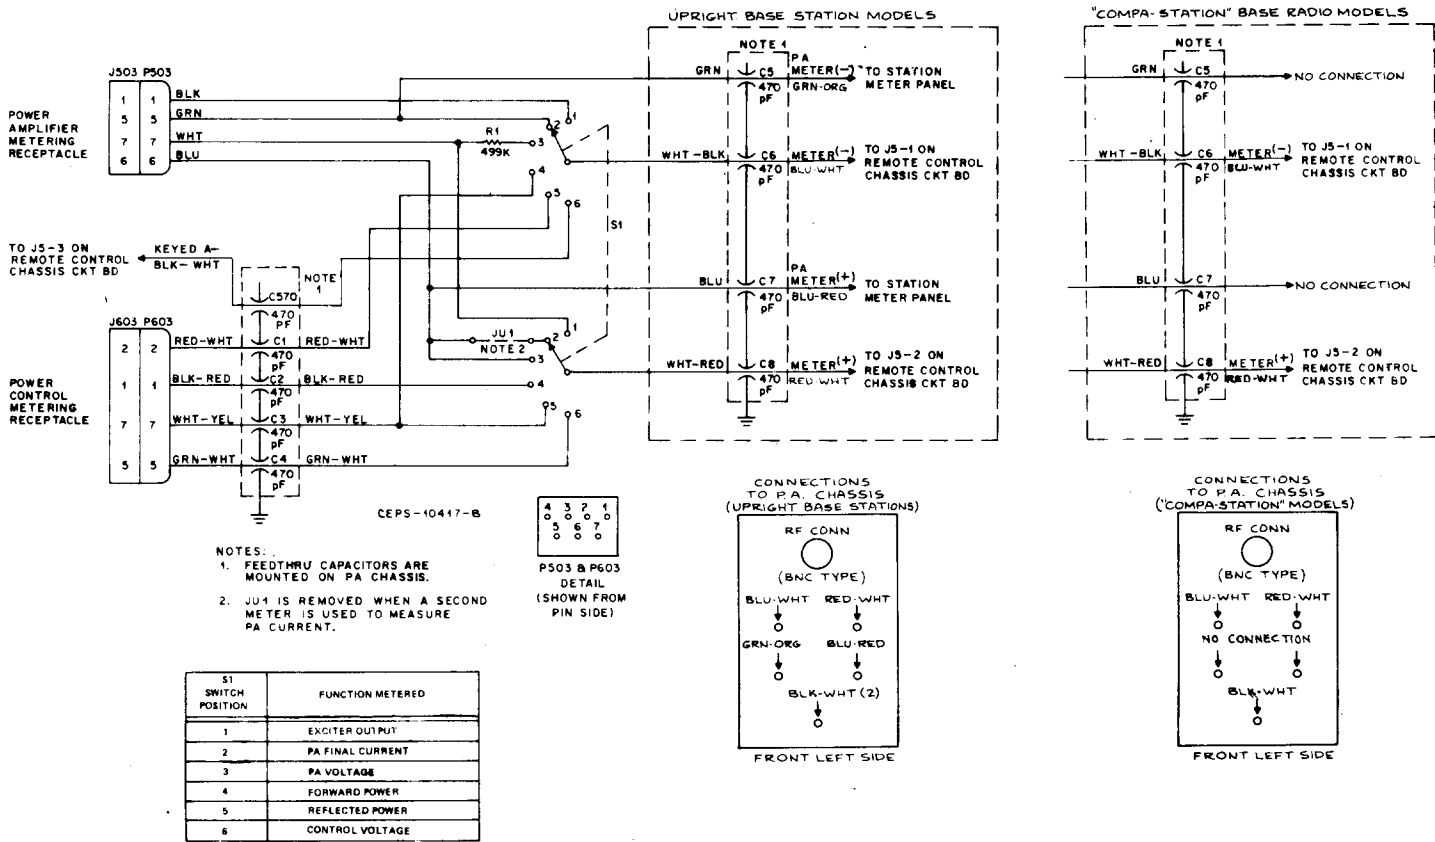 UPRIGHT BASE STATION MODELS
"COMPA-STATION" BASE RADIO MODELS
J503 P503
POWER
AMPLIFIER
METERING
RECEPTACLE
1 1 BLK
5 5 GRN
7 7 WHT
6 6 BLU
R1
499K
1
2
3
4
5
6
S1
TO J5-3 ON
REMOTE CONTROL
CHASSIS CKT BD
KEYED A-
BLK-WHT
NOTE
1
C570
470
PF
J603 P603
POWER
CONTROL
METERING
RECEPTACLE
2 2 RED-WHT C1 RED-WHT
470
pF
1 1 BLK-RED C2 BLK-RED
470
pF
7 7 WHT-YEL C3 WHT-YEL
470
pF
5 5 GRN-WHT C4 GRN-WHT
470
pF
JU1
NOTE 2
1
2
3
4
5
6
NOTE 1
GRN C5
470
pF
PA
METER(-)
GRN-ORG
TO STATION
METER PANEL
WHT-BLK C6
470
pF
METER(-)
BLU-WHT
TO J5-1 ON
REMOTE CONTROL
CHASSIS CKT BD
BLU C7
470
pF
PA
METER(+)
BLU-RED
TO STATION
METER PANEL
WHT-RED C8
470
pF
METER(+)
RED-WHT
TO J5-2 ON
REMOTE CONTROL
CHASSIS CKT BD
NOTE 1
GRN C5
470
pF
NO CONNECTION
WHT-BLK C6
470
pF
METER(-)
BLU-WHT
TO J5-1 ON
REMOTE CONTROL
CHASSIS CKT BD
BLU C7
470
pF
NO CONNECTION
WHT-RED C8
470
pF
METER(+)
RED-WHT
TO J5-2 ON
REMOTE CONTROL
CHASSIS CKT BD
CEPS-10417-B
4 3 2 1
5 6 7
P503 & P603
DETAIL
(SHOWN FROM
PIN SIDE)
NOTES:
1. FEEDTHRU CAPACITORS ARE
MOUNTED ON PA CHASSIS.
2. JU1 IS REMOVED WHEN A SECOND
METER IS USED TO MEASURE
PA CURRENT.
S1
SWITCH
POSITION
FUNCTION METERED
1 EXCITER OUTPUT
2 PA FINAL CURRENT
3 PA VOLTAGE
4 FORWARD POWER
5 REFLECTED POWER
6 CONTROL VOLTAGE
CONNECTIONS
TO P.A. CHASSIS
(UPRIGHT BASE STATIONS)
RF CONN
(BNC TYPE)
BLU-WHT RED-WHT
GRN-ORG BLU-RED
BLK-WHT (2)
FRONT LEFT SIDE
CONNECTIONS
TO P.A. CHASSIS
("COMPA-STATION" MODELS)
RF CONN
(BNC TYPE)
BLU-WHT RED-WHT
NO CONNECTION
BLK-WHT
FRONT LEFT SIDE